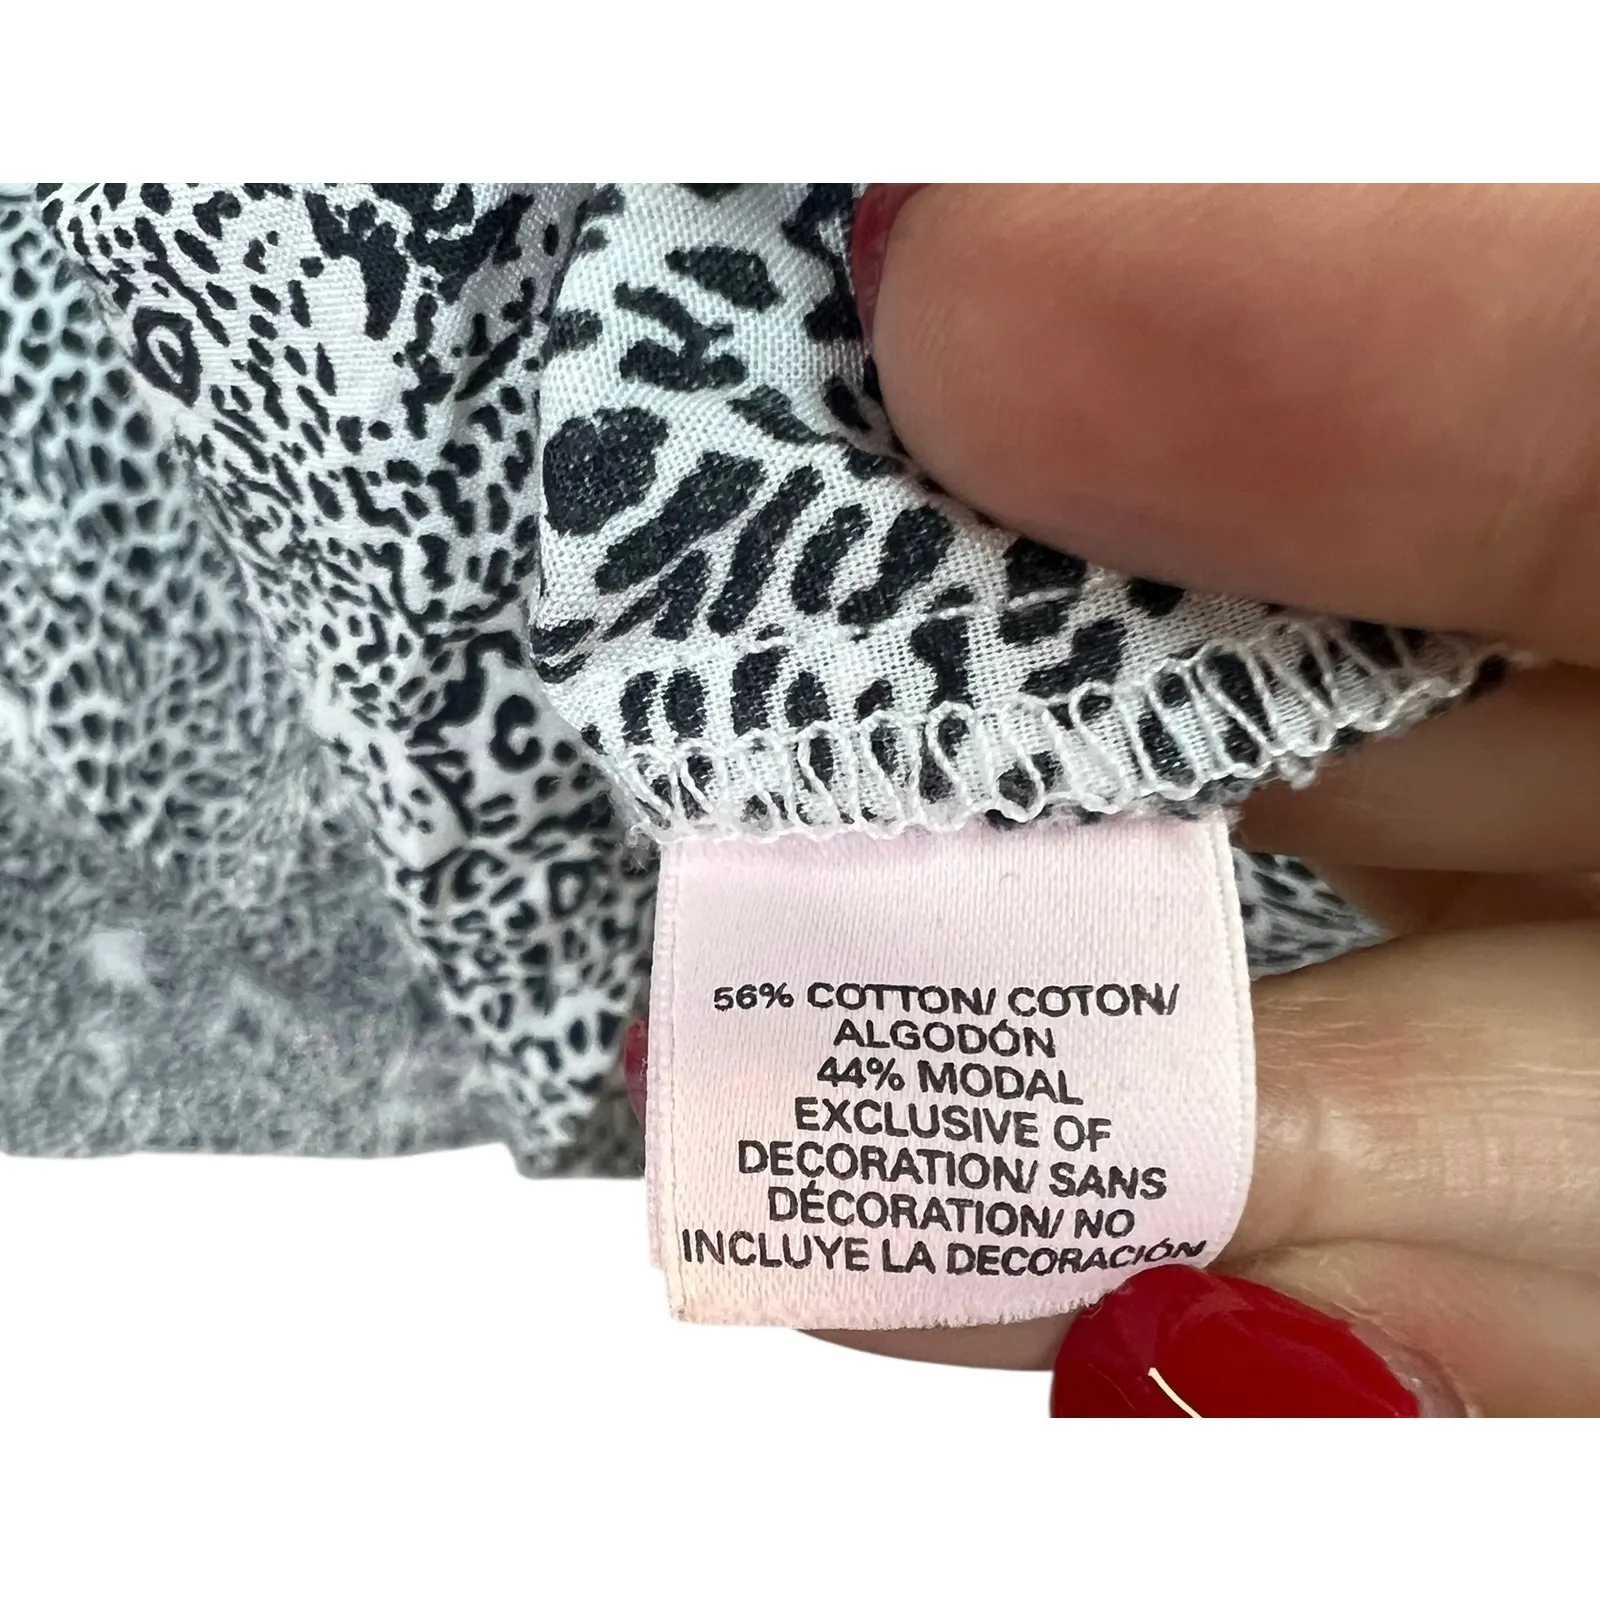 56% COTTON/ COTON/
ALGODÓN
44% MODAL
EXCLUSIVE OF
DECORATION/ SANS
DÉCORATION/ NO
INCLUYE LA DECORACIÓN